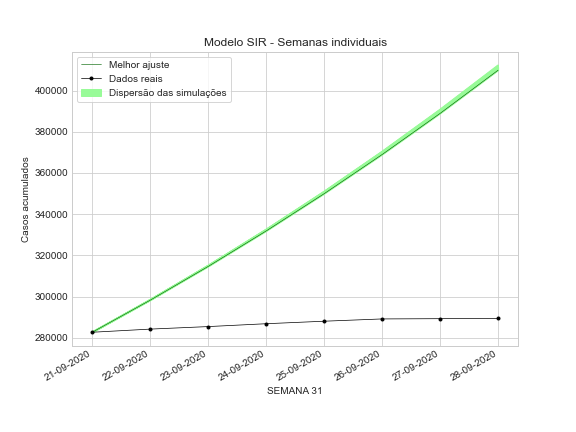 Modelo SIR - Semanas individuais
Melhor ajuste
Dados reais
Dispersão das simulações
Casos acumulados
400000
380000
360000
340000
320000
300000
280000
21-09-2020
22-09-2020
23-09-2020
24-09-2020
25-09-2020
26-09-2020
27-09-2020
28-09-2020
SEMANA 31